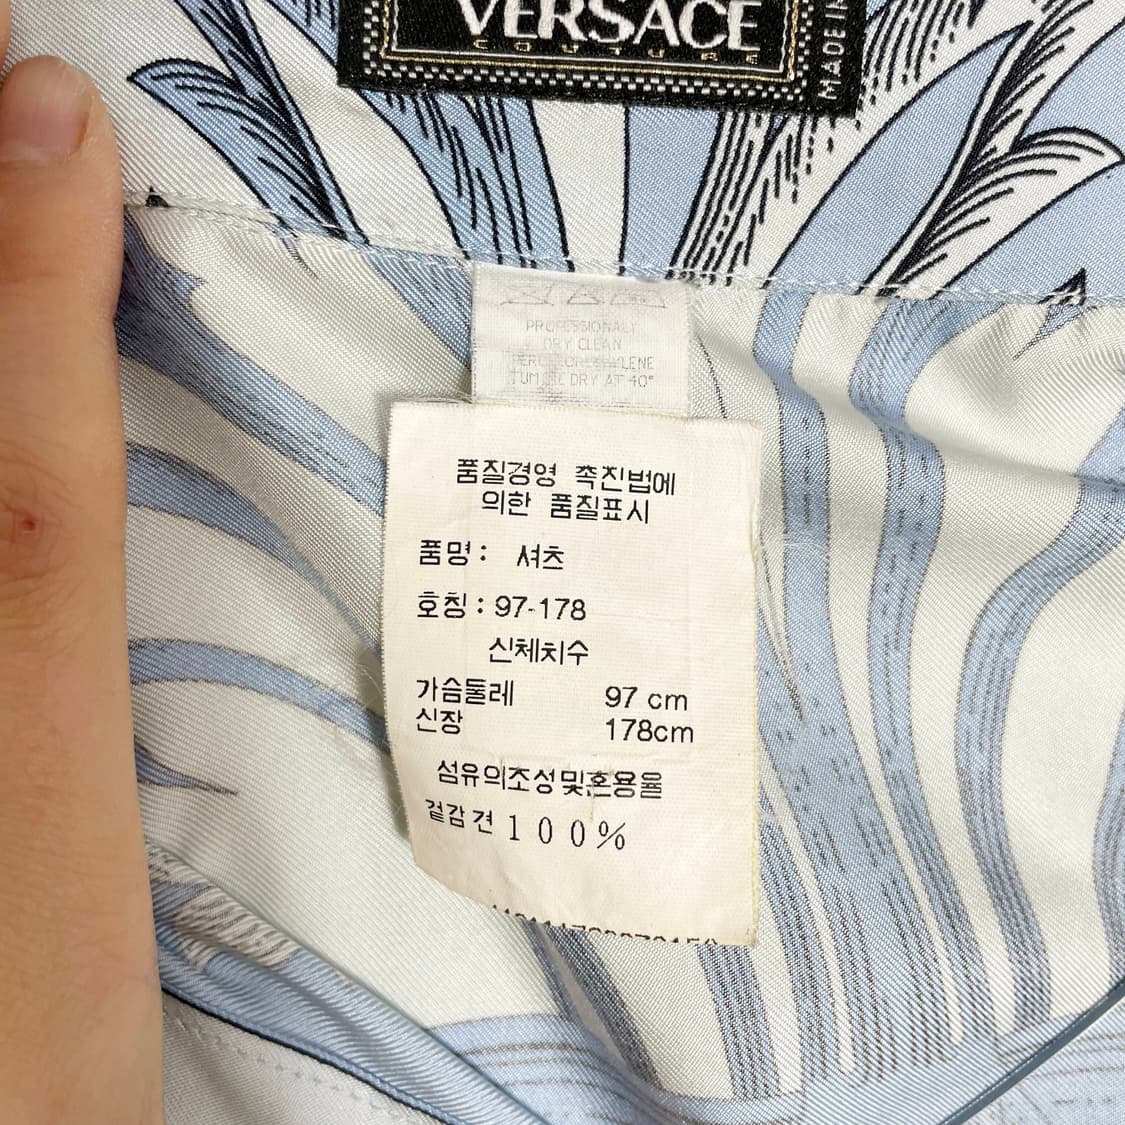 VERSACE
COUTURE
MADE IN
PROFESSIONALY
DRY CLEAN
TUMBLE DRY AT 40°
품질경영 촉진법에
의한 품질표시
품명 : 셔츠
호칭 : 97-178
신체치수
가슴둘레 97 cm
신장 178cm
섬유의조성및혼용율
겉감 견 100%